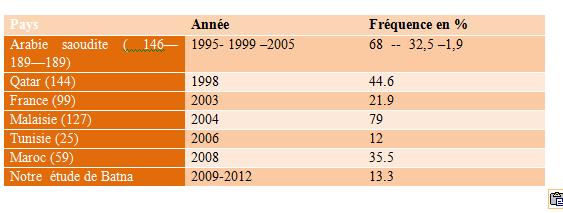 Pays Année Fréquence en %
Arabie saoudite ( 146— 1995- 1999 –2005 68 -- 32,5 –1,9
189—189)
Qatar (144) 1998 44.6
France (99) 2003 21.9
Malaisie (127) 2004 79
Tunisie (25) 2006 12
Maroc (59) 2008 35.5
Notre étude de Batna 2009-2012 13.3